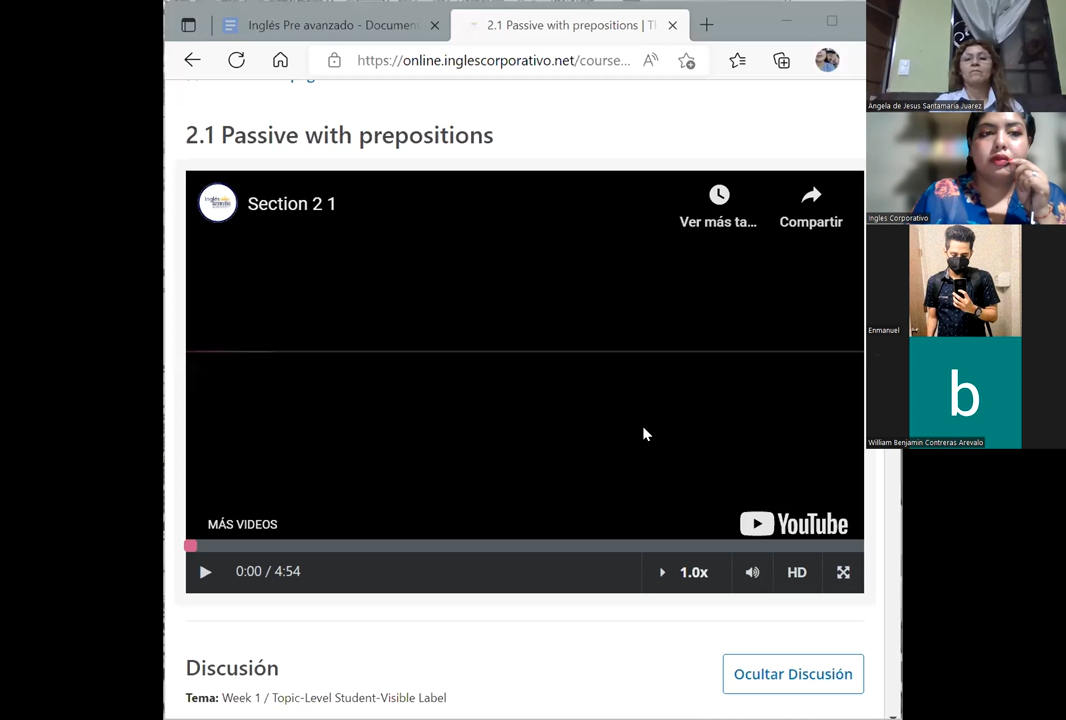 Inglés Pre avanzado - Documen
2.1 Passive with prepositions | T
https://online.inglescorporativo.net/course...
2.1 Passive with prepositions
Section 2 1
Ver más ta...
Compartir
MÁS VIDEOS
YouTube
0:00 / 4:54
1.0x
HD
Discusión
Ocultar Discusión
Tema: Week 1 / Topic-Level Student-Visible Label
Angela de Jesus Santamaria Juarez
Ingles Corporativo
Enmanuel
b
William Benjamin Contreras Arevalo